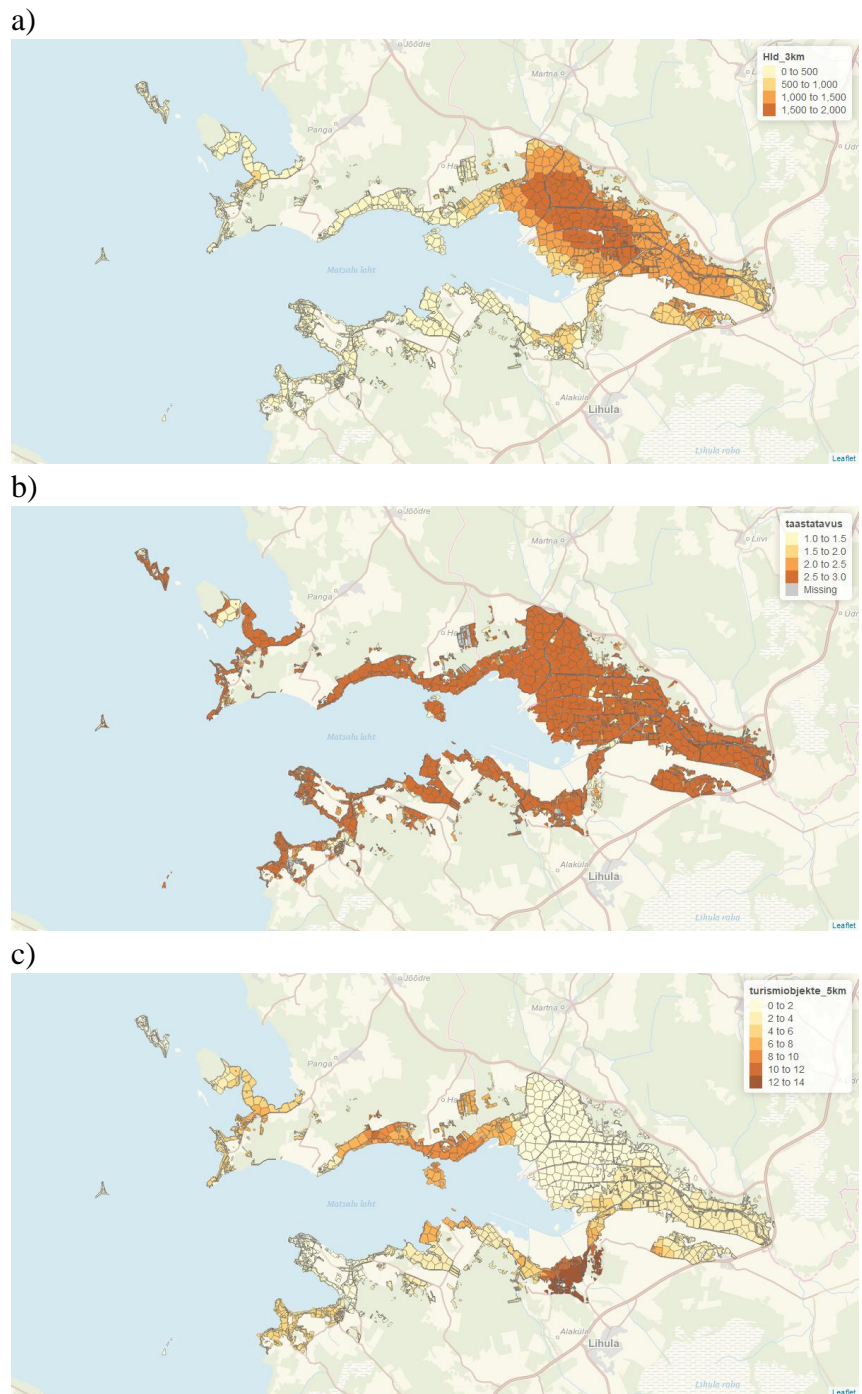 a)
Jõõdre
Martna
Panga
Matsalu laht
Alaküla
Lihula
Lihula raba
Hld_3km
0 to 500
500 to 1,000
1,000 to 1,500
1,500 to 2,000
Leaflet
b)
Jõõdre
Martna
Liivi
Panga
Matsalu laht
Alaküla
Lihula
Lihula raba
taastatavus
1.0 to 1.5
1.5 to 2.0
2.0 to 2.5
2.5 to 3.0
Missing
Leaflet
c)
Jõõdre
Martna
Panga
Matsalu laht
Alaküla
Lihula
Lihula raba
turismiobjekte_5km
0 to 2
2 to 4
4 to 6
6 to 8
8 to 10
10 to 12
12 to 14
Leaflet